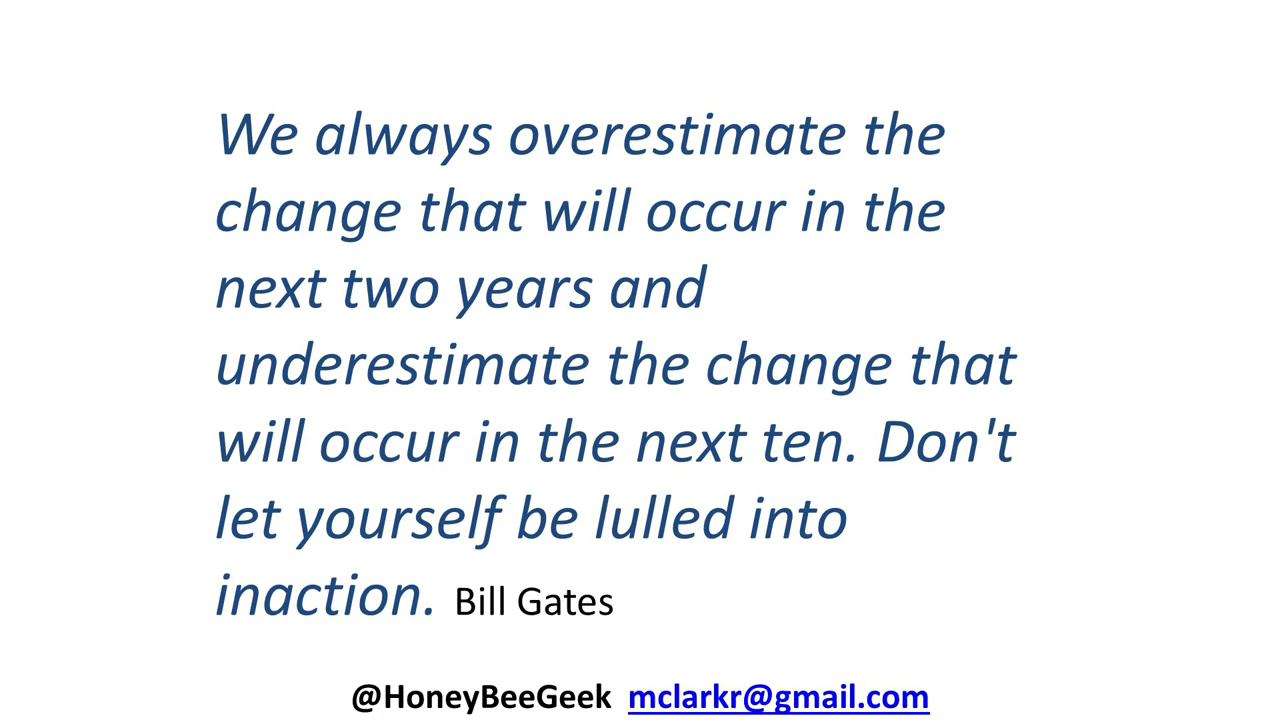 We always overestimate the
change that will occur in the
next two years and
underestimate the change that
will occur in the next ten. Don't
let yourself be lulled into
inaction. Bill Gates
@HoneyBeeGeek mclarkr@gmail.com